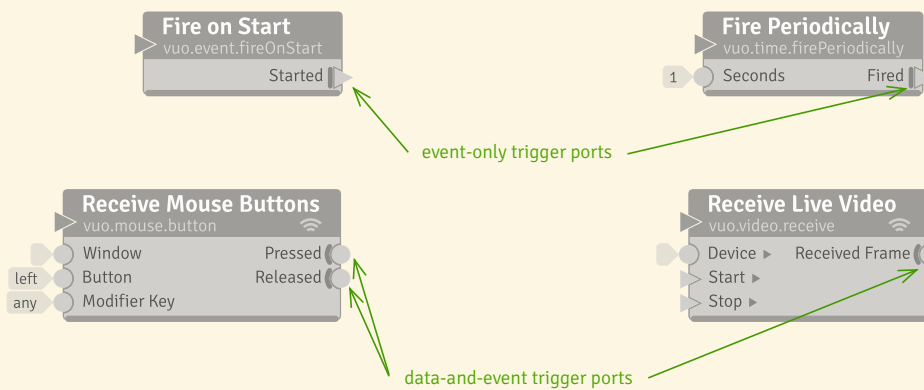 Fire on Start
vuo.event.fireOnStart
Started
Fire Periodically
vuo.time.firePeriodically
1 Seconds Fired
event-only trigger ports
Receive Mouse Buttons
vuo.mouse.button
Window Pressed
left Button Released
any Modifier Key
Receive Live Video
vuo.video.receive
Device Received Frame
Start
Stop
data-and-event trigger ports